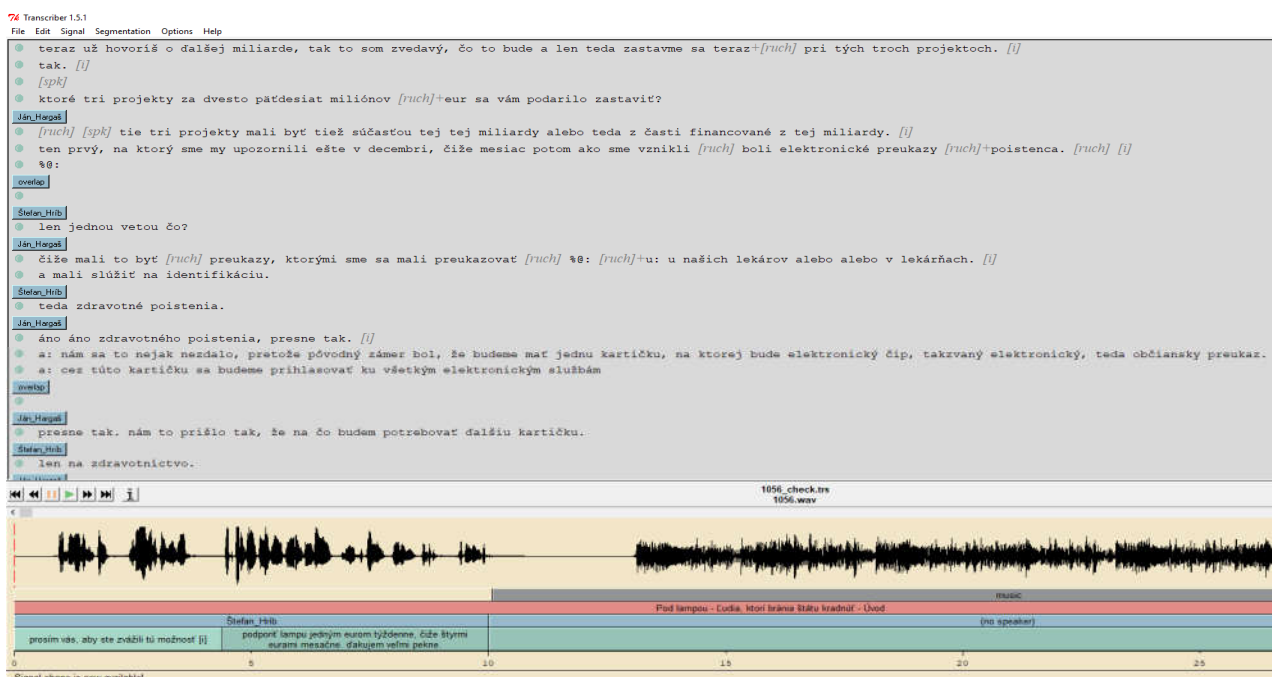 Transcriber 1.5.1
File Edit Signal Segmentation Options Help
teraz už hovoríš o ďalšej miliarde, tak to som zvedavý, čo to bude a len teda zastavme sa teraz+[ruch] pri tých troch projektoch. [i]
tak. [i]
[spk]
ktoré tri projekty za dvesto päťdesiat miliónov [ruch]+eur sa vám podarilo zastaviť?
Ján_Hargaš
[ruch] [spk] tie tri projekty mali byť tiež súčasťou tej tej miliardy alebo teda z časti financované z tej miliardy. [i]
ten prvý, na ktorý sme my upozornili ešte v decembri, čiže mesiac potom ako sme vznikli [ruch] boli elektronické preukazy [ruch]+poistenca. [ruch] [i]
%@:
overlap
Štefan_Hríb
len jednou vetou čo?
Ján_Hargaš
čiže mali to byť [ruch] preukazy, ktorými sme sa mali preukazovať [ruch] %@: [ruch]+u: u našich lekárov alebo alebo v lekárňach. [i]
a mali slúžiť na identifikáciu.
Štefan_Hríb
teda zdravotné poistenia.
Ján_Hargaš
áno áno zdravotného poistenia, presne tak. [i]
a: nám sa to nejak nezdalo, pretože pôvodný zámer bol, že budeme mať jednu kartičku, na ktorej bude elektronický čip, takzvaný elektronický, teda občiansky preukaz.
a: cez túto kartičku sa budeme prihlasovať ku všetkým elektronickým službám
overlap
Ján_Hargaš
presne tak. nám to prišlo tak, že na čo budem potrebovať ďalšiu kartičku.
Štefan_Hríb
len na zdravotníctvo.
1056_check.trs
1056.wav
music
Pod lampou - Ľudia, ktorí bránia štátu kradnúť - Úvod
Štefan_Hríb (no speaker)
prosím vás, aby ste zvážili tú možnosť [i]
podporiť lampu jedným eurom týždenne, čiže štyrmi
eurami mesačne. ďakujem veľmi pekne.
0 5 10 15 20 25